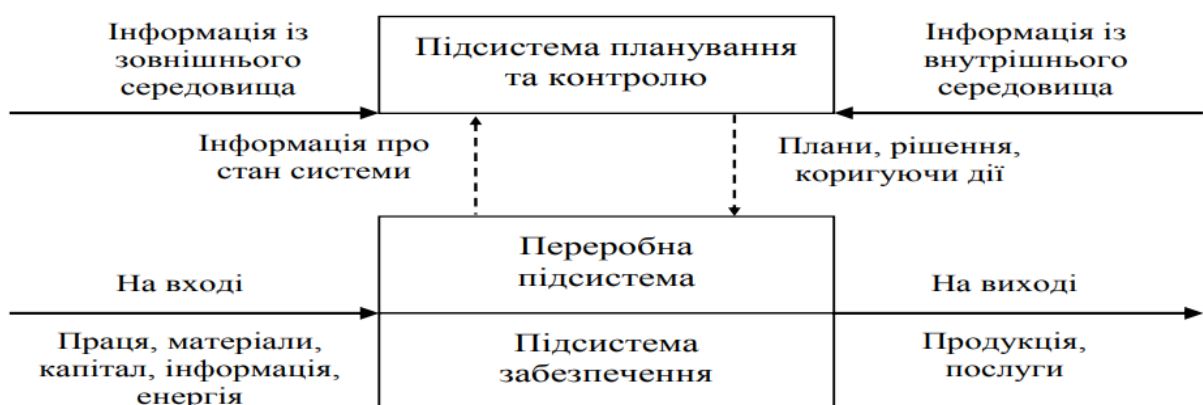 Інформація із
зовнішнього
середовища
Підсистема планування
та контролю
Інформація із
внутрішнього
середовища
Інформація про
стан системи
Плани, рішення,
коригуючи дії
На вході
Переробна
підсистема
На виході
Праця, матеріали,
капітал, інформація,
енергія
Підсистема
забезпечення
Продукція,
послуги